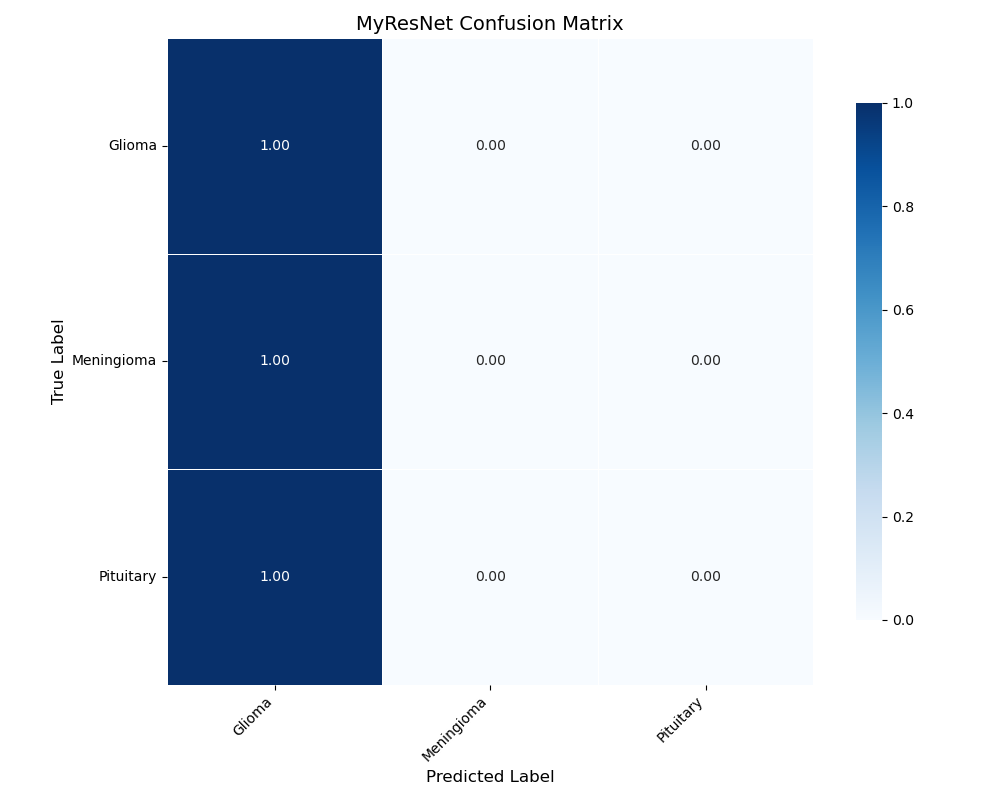 MyResNet Confusion Matrix
True Label
Glioma
1.00 0.00 0.00
Meningioma
1.00 0.00 0.00
Pituitary
1.00 0.00 0.00
Glioma
Meningioma
Pituitary
Predicted Label
1.0
0.8
0.6
0.4
0.2
0.0